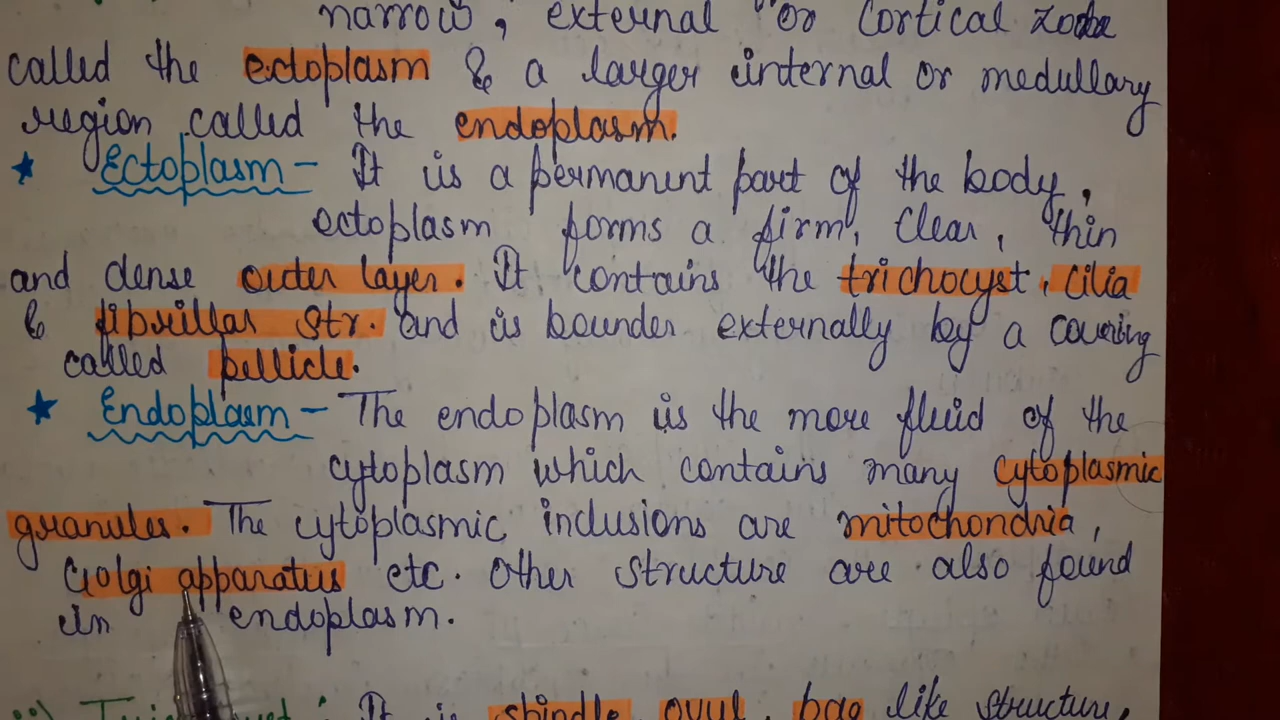 narrow, external or Cortical zone
called the ectoplasm & a larger internal or medullary
region called the endoplasm.
★ Ectoplasm - It is a permanent part of the body,
ectoplasm forms a firm, clear, thin
and dense outer layer. It contains the trichocyst, cilia
& fibrillar str. and is bounder externally by a covering
called pellicle.
★ Endoplasm - The endoplasm is the more fluid of the
cytoplasm which contains many cytoplasmic
granules. The cytoplasmic inclusions are mitochondria,
Golgi apparatus etc. Other structure are also found
in endoplasm.
It is spindle, oval, bag like structure,